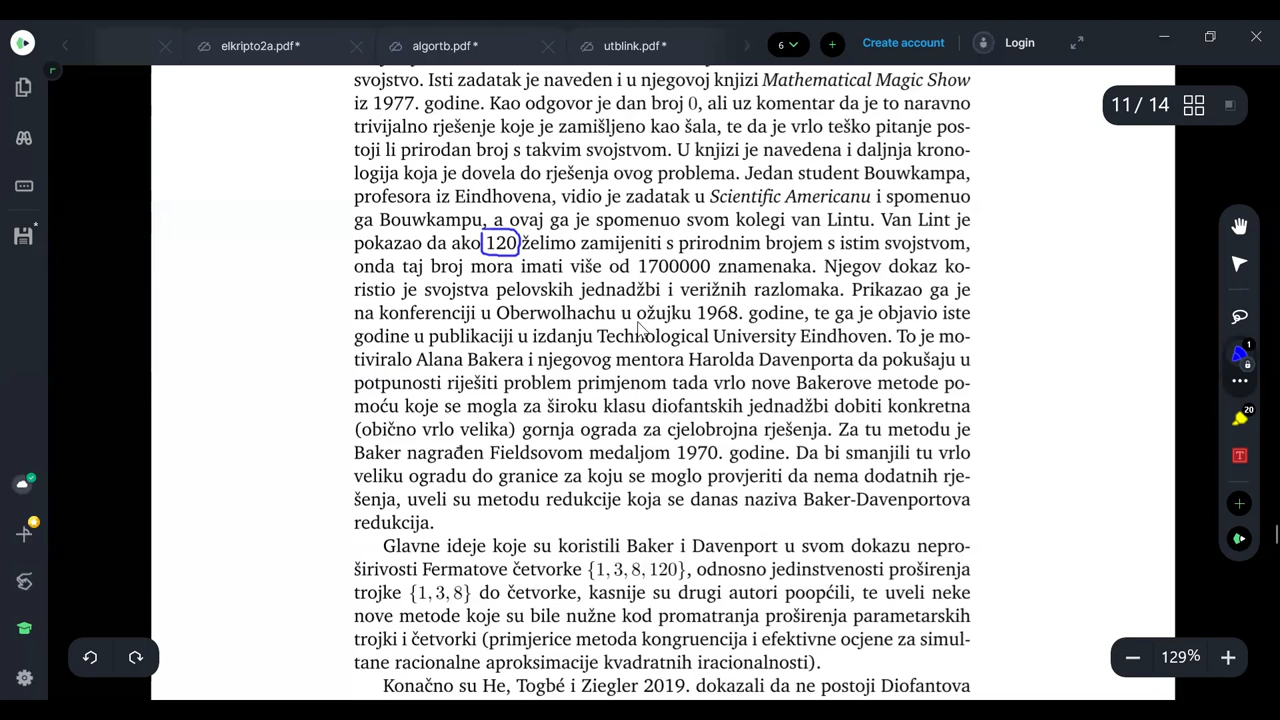 elkripto2a.pdf*
algortb.pdf*
utblink.pdf*
6
Create account
Login
11 / 14
svojstvo. Isti zadatak je naveden i u njegovoj knjizi Mathematical Magic Show
iz 1977. godine. Kao odgovor je dan broj 0, ali uz komentar da je to naravno
trivijalno rješenje koje je zamišljeno kao šala, te da je vrlo teško pitanje pos-
toji li prirodan broj s takvim svojstvom. U knjizi je navedena i daljnja krono-
logija koja je dovela do rješenja ovog problema. Jedan student Bouwkampa,
profesora iz Eindhovena, vidio je zadatak u Scientific Americanu i spomenuo
ga Bouwkampu, a ovaj ga je spomenuo svom kolegi van Lintu. Van Lint je
pokazao da ako 120 želimo zamijeniti s prirodnim brojem s istim svojstvom,
onda taj broj mora imati više od 1700000 znamenaka. Njegov dokaz ko-
ristio je svojstva pelovskih jednadžbi i verižnih razlomaka. Prikazao ga je
na konferenciji u Oberwolhachu u ožujku 1968. godine, te ga je objavio iste
godine u publikaciji u izdanju Technological University Eindhoven. To je mo-
tiviralo Alana Bakera i njegovog mentora Harolda Davenporta da pokušaju u
potpunosti riješiti problem primjenom tada vrlo nove Bakerove metode po-
moću koje se mogla za široku klasu diofantskih jednadžbi dobiti konkretna
(obično vrlo velika) gornja ograda za cjelobrojna rješenja. Za tu metodu je
Baker nagrađen Fieldsovom medaljom 1970. godine. Da bi smanjili tu vrlo
veliku ogradu do granice za koju se moglo provjeriti da nema dodatnih rje-
šenja, uveli su metodu redukcije koja se danas naziva Baker-Davenportova
redukcija.
Glavne ideje koje su koristili Baker i Davenport u svom dokazu nepro-
širivosti Fermatove četvorke {1, 3, 8, 120}, odnosno jedinstvenosti proširenja
trojke {1, 3, 8} do četvorke, kasnije su drugi autori poopćili, te uveli neke
nove metode koje su bile nužne kod promatranja proširenja parametarskih
trojki i četvorki (primjerice metoda kongruencija i efektivne ocjene za simul-
tane racionalne aproksimacije kvadratnih iracionalnosti).
Konačno su He, Togbé i Ziegler 2019. dokazali da ne postoji Diofantova
1
20
T
129%